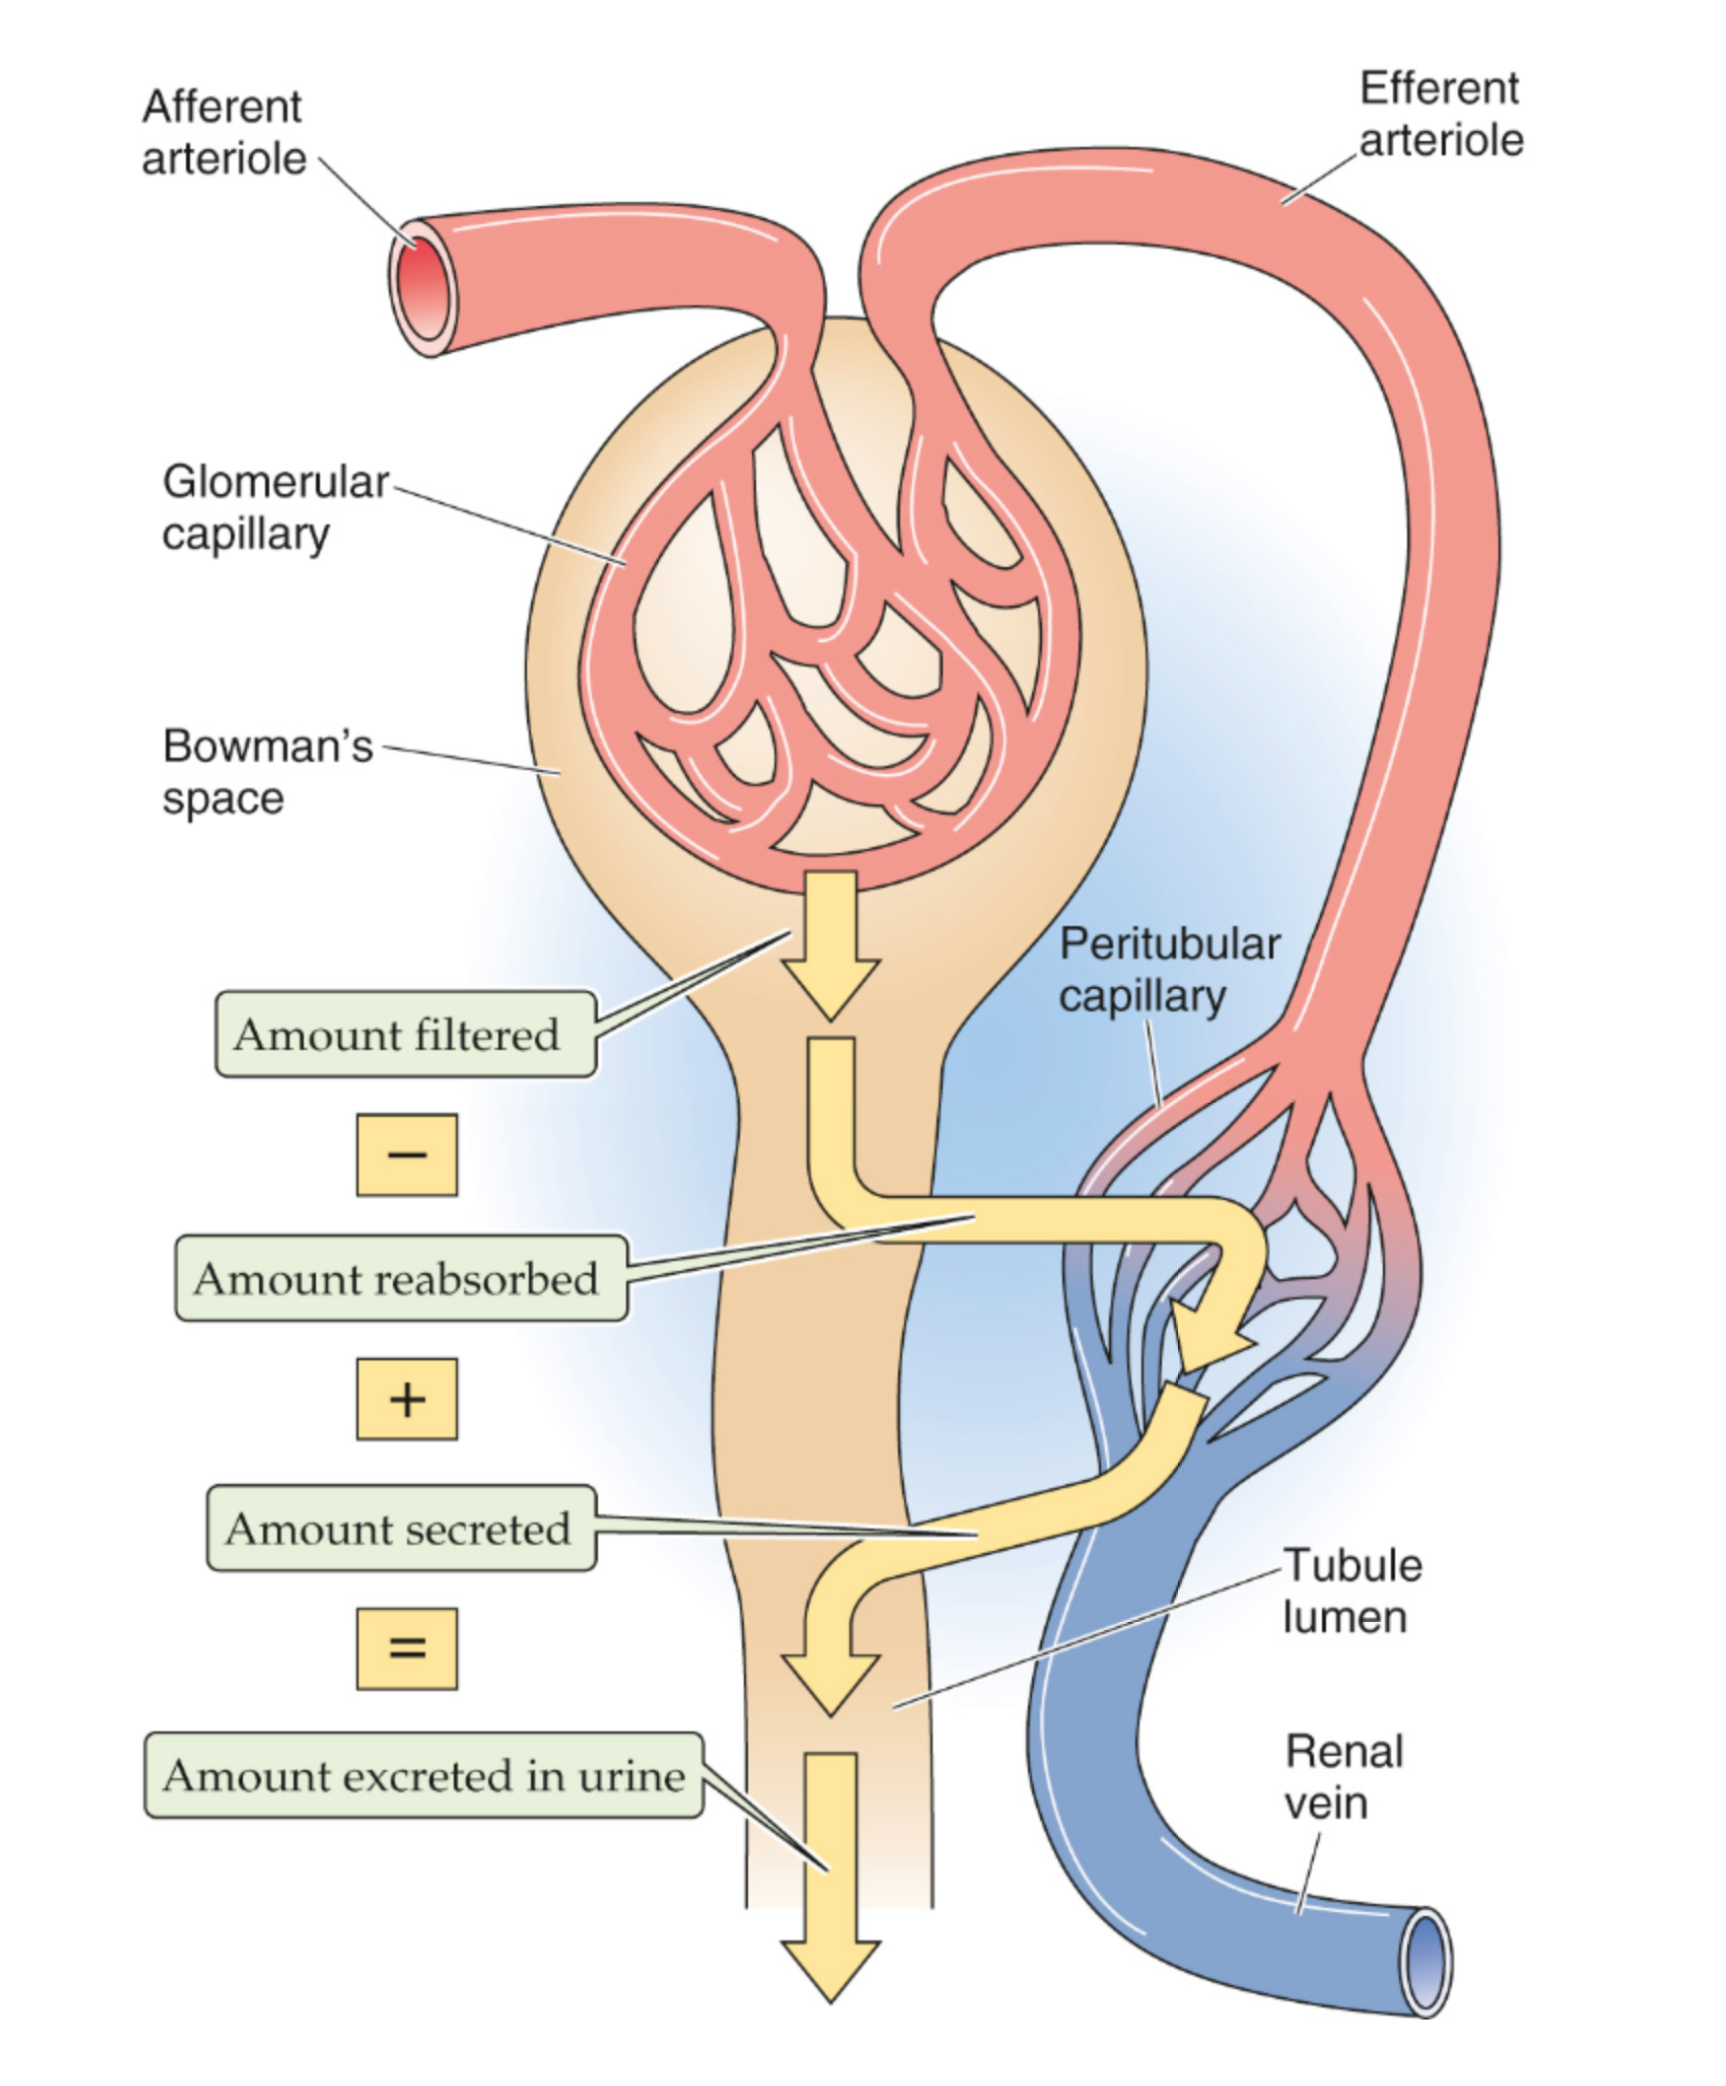 Afferent
arteriole
Efferent
arteriole
Glomerular
capillary
Bowman's
space
Peritubular
capillary
Amount filtered
−
Amount reabsorbed
+
Amount secreted
=
Amount excreted in urine
Tubule
lumen
Renal
vein